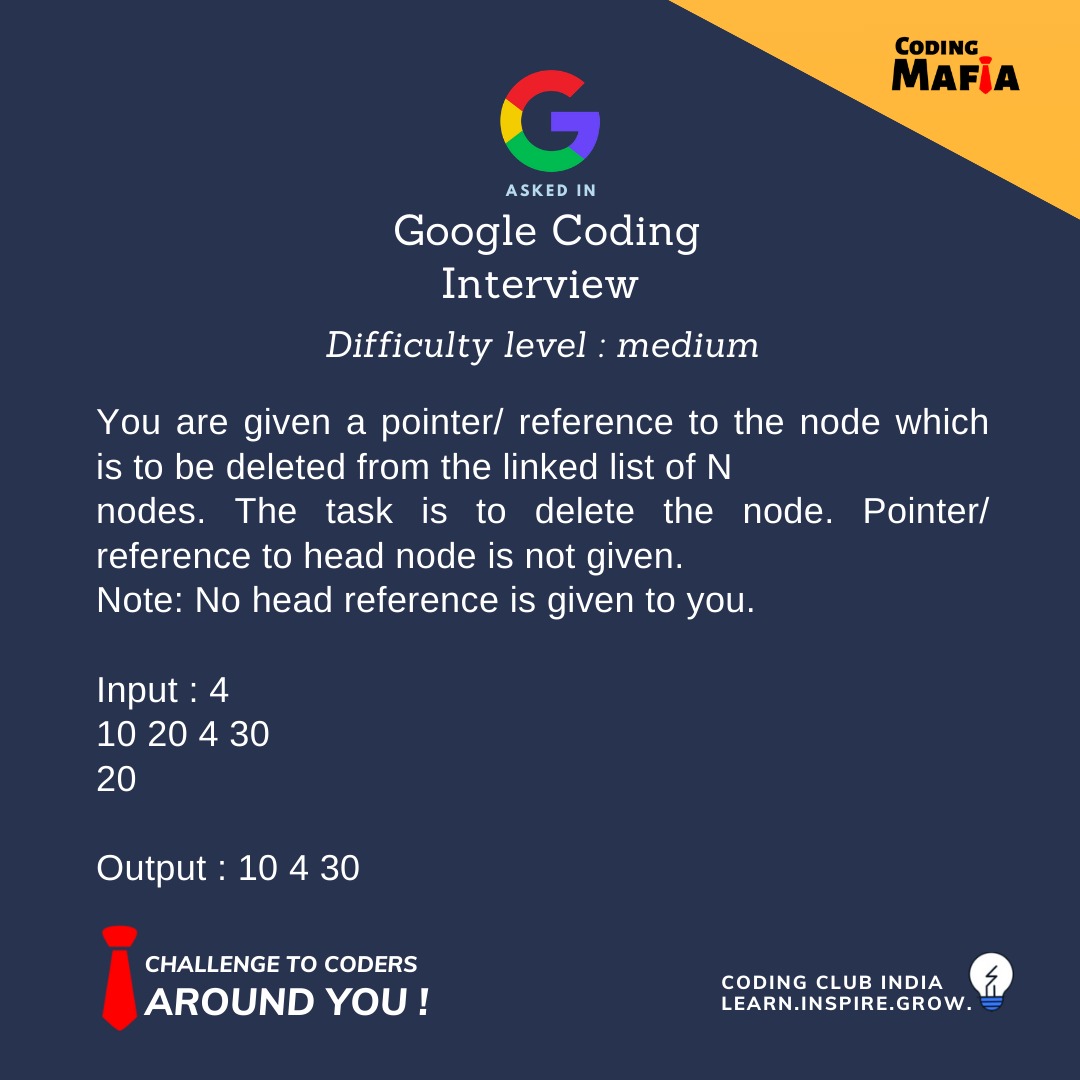 CODING
MAFIA
G
ASKED IN
Google Coding
Interview
Difficulty level : medium
You are given a pointer/ reference to the node which
is to be deleted from the linked list of N
nodes. The task is to delete the node. Pointer/
reference to head node is not given.
Note: No head reference is given to you.
Input : 4
10 20 4 30
20
Output : 10 4 30
CHALLENGE TO CODERS
AROUND YOU !
CODING CLUB INDIA
LEARN.INSPIRE.GROW.